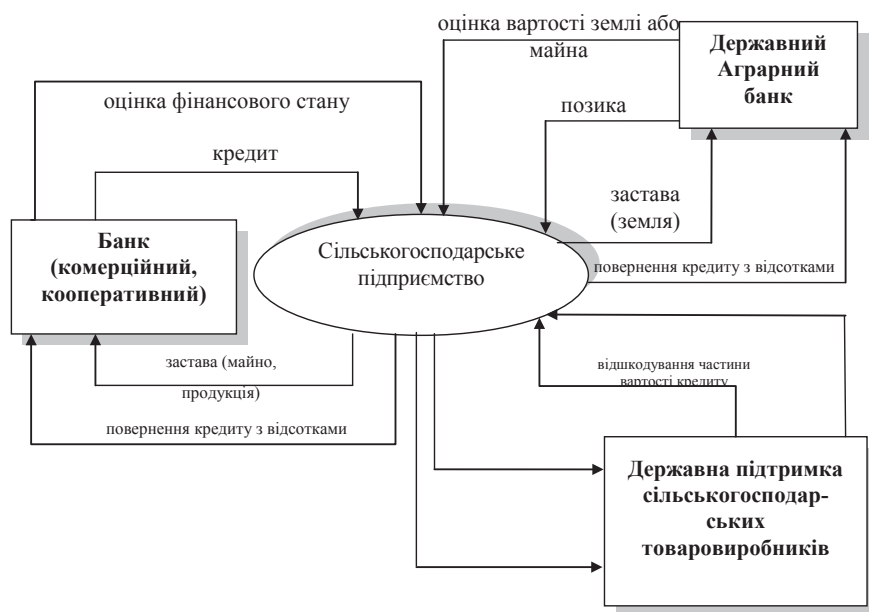 оцінка вартості землі або
майна
Державний
Аграрний
банк
оцінка фінансового стану
позика
кредит
застава
(земля)
Банк
(комерційний,
кооперативний)
Сільськогосподарське
підприємство
повернення кредиту з відсотками
застава (майно,
продукція)
відшкодування частини
вартості кредиту
повернення кредиту з відсотками
Державна підтримка
сільськогосподар-
ських
товаровиробників